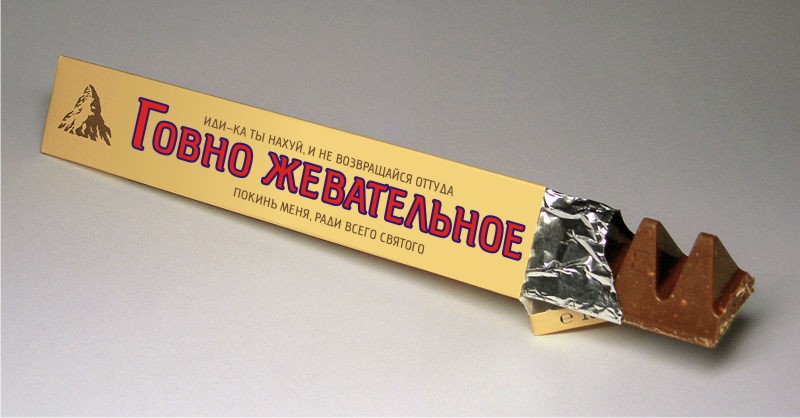 ИДИ-КА ТЫ НАХУЙ, И НЕ ВОЗВРАЩАЙСЯ ОТТУДА
ГОВНО ЖЕВАТЕЛЬНОЕ
ПОКИНЬ МЕНЯ, РАДИ ВСЕГО СВЯТОГО